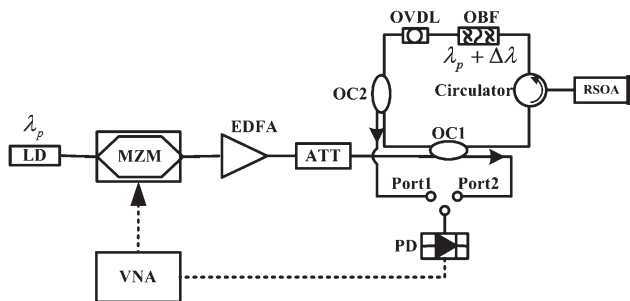 OVDL
OBF
λp + Δλ
Circulator
RSOA
OC2
λp
EDFA
OC1
LD
MZM
ATT
Port1
Port2
PD
VNA